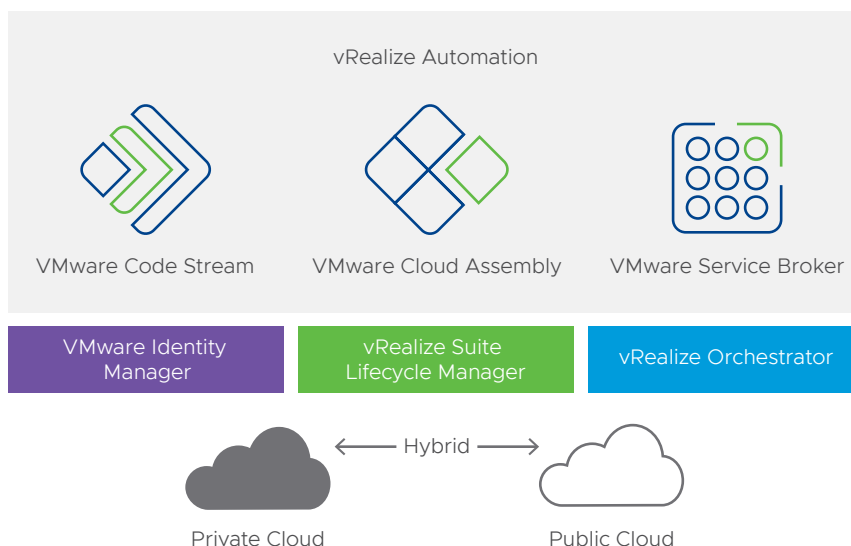 vRealize Automation
VMware Code Stream
VMware Cloud Assembly
VMware Service Broker
VMware Identity
Manager
vRealize Suite
Lifecycle Manager
vRealize Orchestrator
Hybrid
Private Cloud
Public Cloud